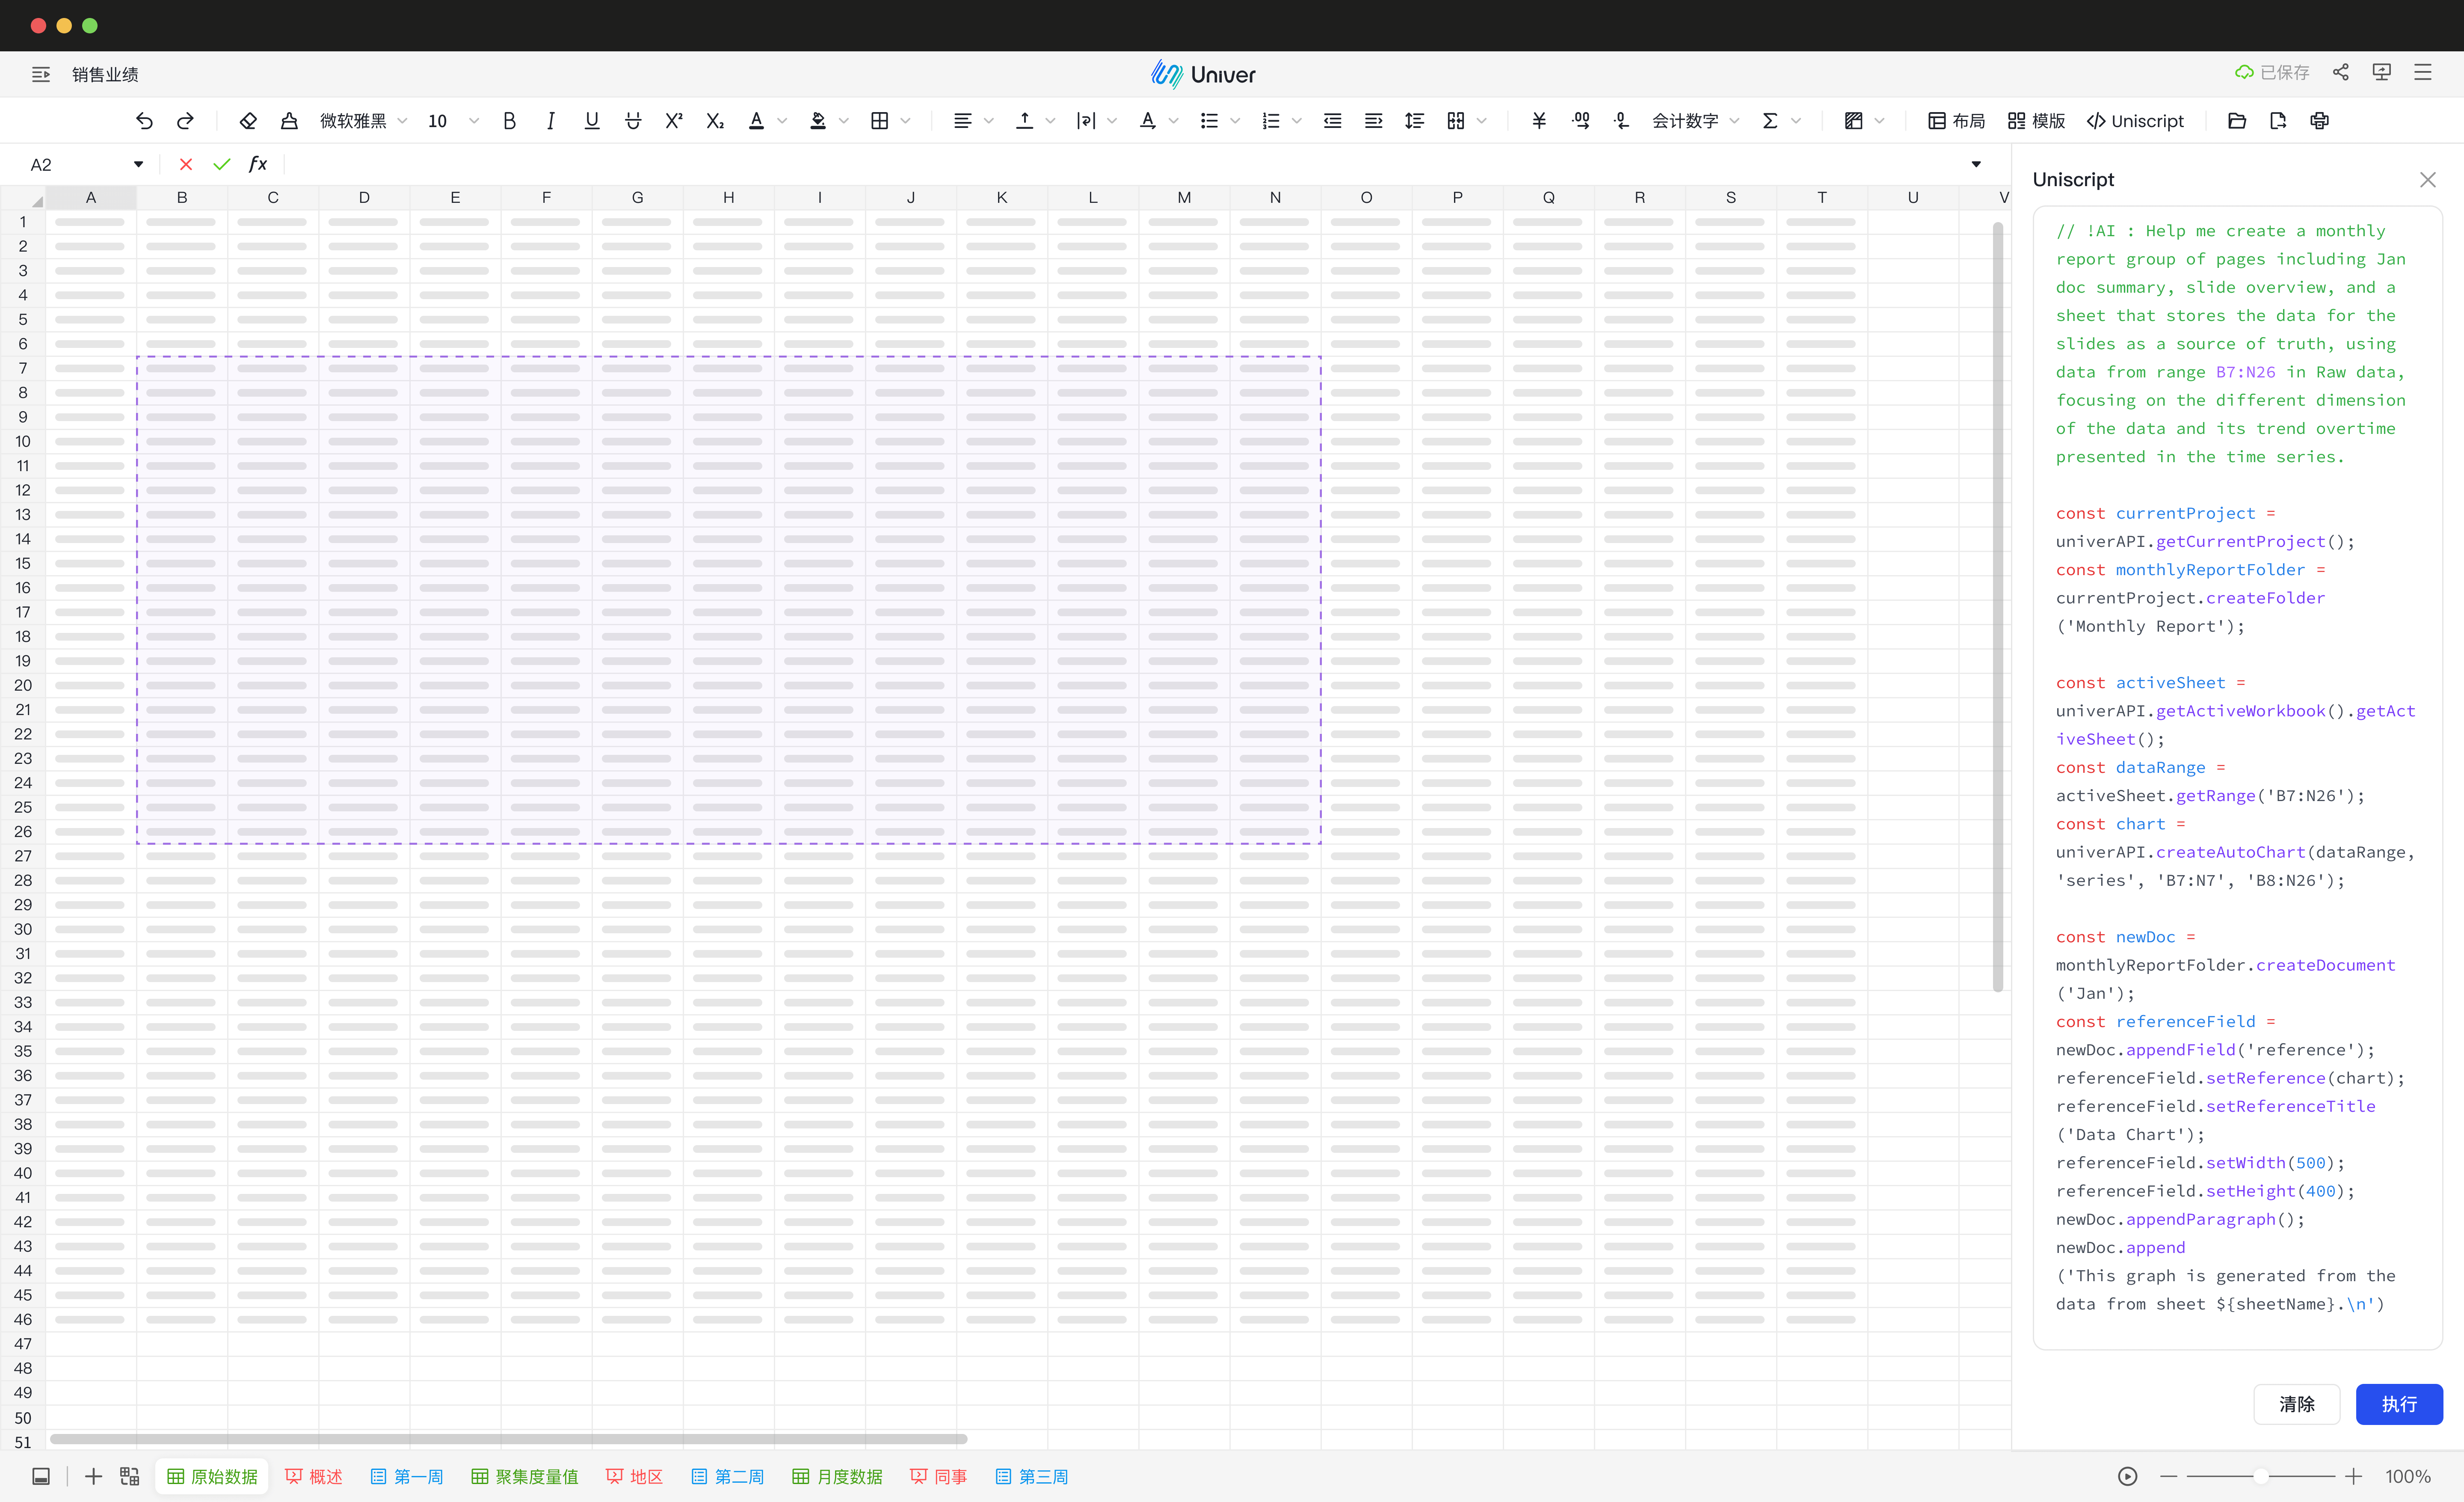 销售业绩
Univer
已保存
微软雅黑 10 B I U X² X₂ A A ¥ .00 .0 会计数字 Σ 布局 模版 </> Uniscript
A2 fx
A B C D E F G H I J K L M N O P Q R S T U V
1
2
3
4
5
6
7
8
9
10
11
12
13
14
15
16
17
18
19
20
21
22
23
24
25
26
27
28
29
30
31
32
33
34
35
36
37
38
39
40
41
42
43
44
45
46
47
48
49
50
51
Uniscript
// !AI : Help me create a monthly
report group of pages including Jan
doc summary, slide overview, and a
sheet that stores the data for the
slides as a source of truth, using
data from range B7:N26 in Raw data,
focusing on the different dimension
of the data and its trend overtime
presented in the time series.
const currentProject =
univerAPI.getCurrentProject();
const monthlyReportFolder =
currentProject.createFolder
('Monthly Report');
const activeSheet =
univerAPI.getActiveWorkbook().getAct
iveSheet();
const dataRange =
activeSheet.getRange('B7:N26');
const chart =
univerAPI.createAutoChart(dataRange,
'series', 'B7:N7', 'B8:N26');
const newDoc =
monthlyReportFolder.createDocument
('Jan');
const referenceField =
newDoc.appendField('reference');
referenceField.setReference(chart);
referenceField.setReferenceTitle
('Data Chart');
referenceField.setWidth(500);
referenceField.setHeight(400);
newDoc.appendParagraph();
newDoc.append
('This graph is generated from the
data from sheet ${sheetName}.\n')
清除 执行
原始数据 概述 第一周 聚集度量值 地区 第二周 月度数据 同事 第三周 100%